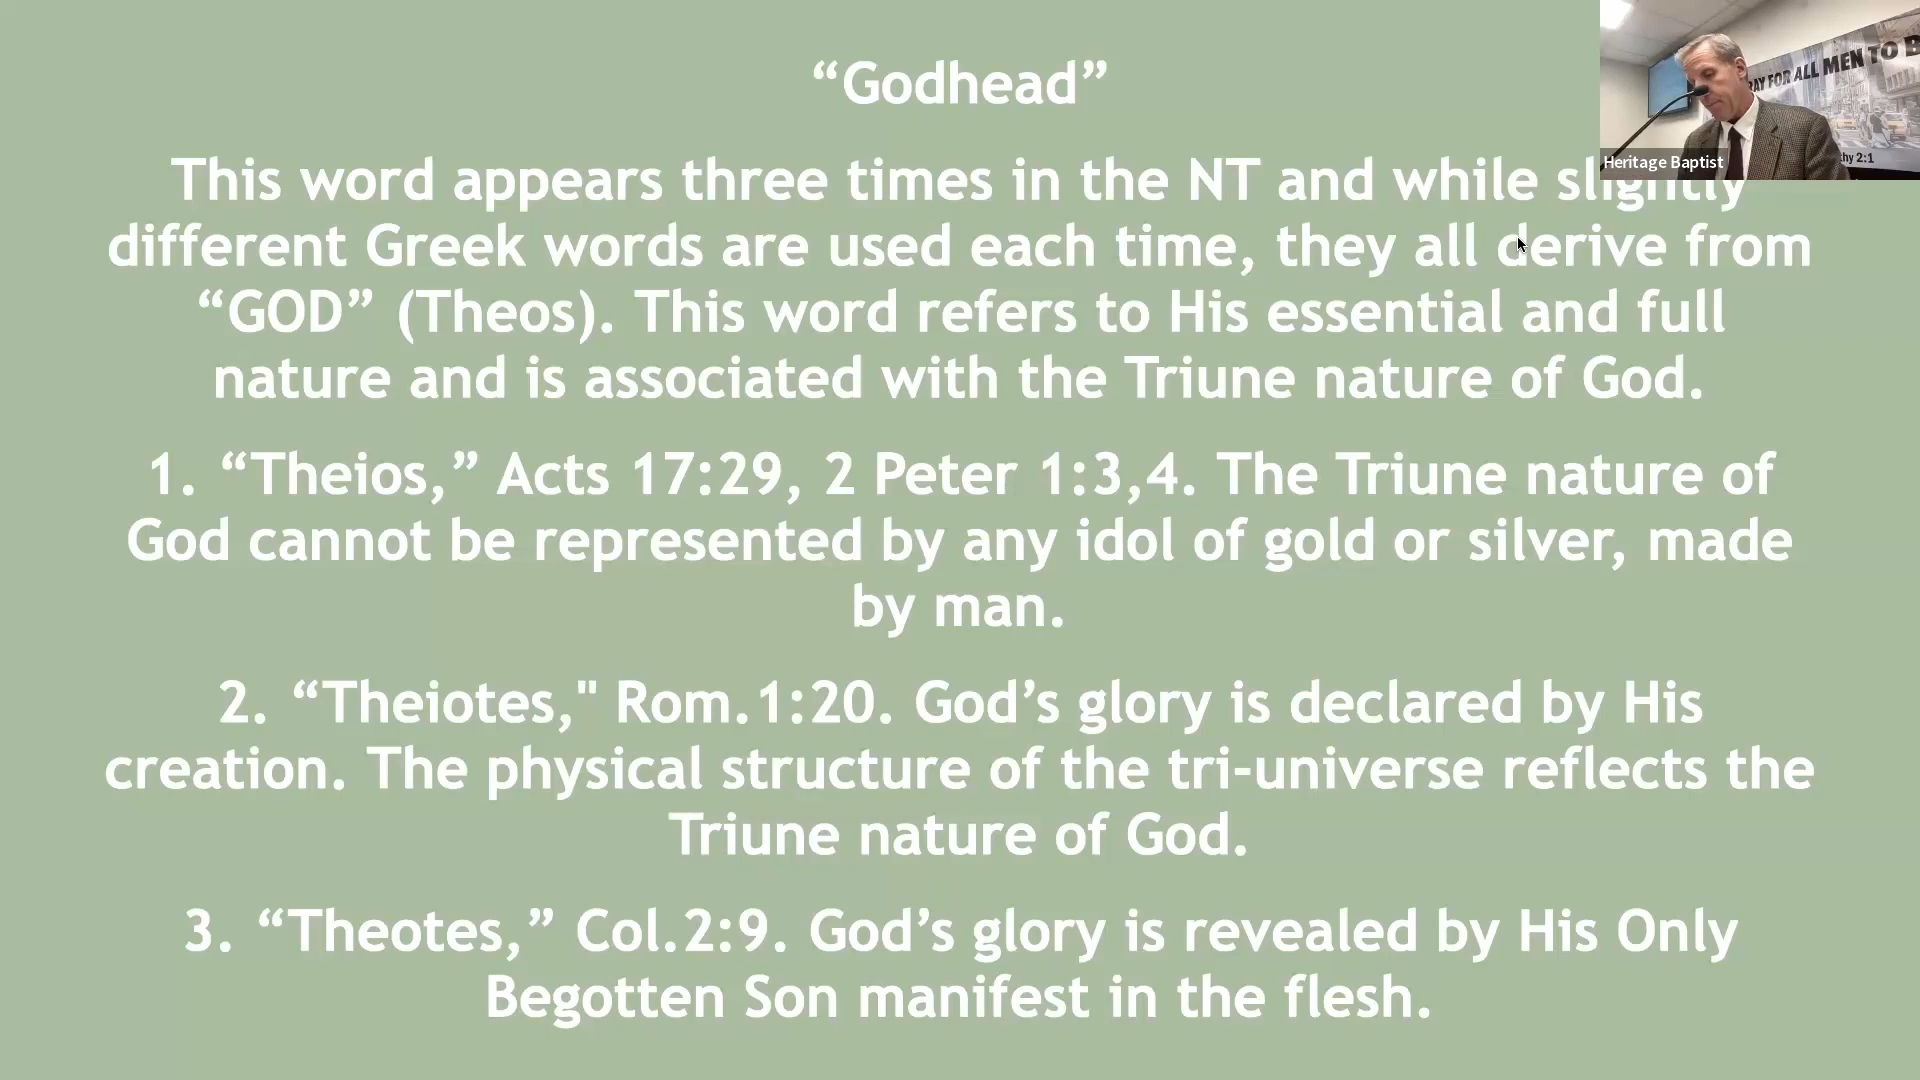 “Godhead”
This word appears three times in the NT and while slightly
different Greek words are used each time, they all derive from
“GOD” (Theos). This word refers to His essential and full
nature and is associated with the Triune nature of God.
1. “Theios,” Acts 17:29, 2 Peter 1:3,4. The Triune nature of
God cannot be represented by any idol of gold or silver, made
by man.
2. “Theiotes," Rom.1:20. God’s glory is declared by His
creation. The physical structure of the tri-universe reflects the
Triune nature of God.
3. “Theotes,” Col.2:9. God’s glory is revealed by His Only
Begotten Son manifest in the flesh.
FOR ALL MEN TO
2:1
Heritage Baptist